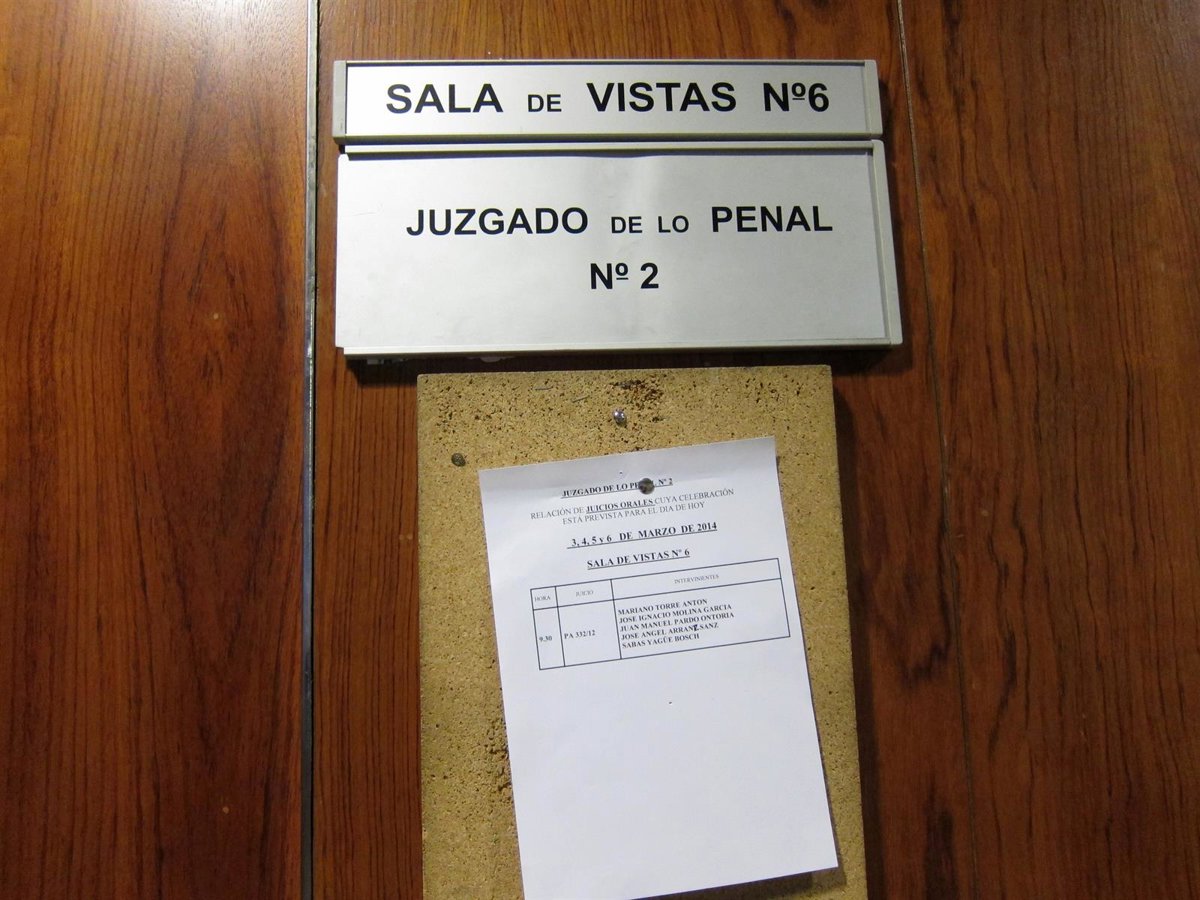 SALA DE VISTAS Nº6
JUZGADO DE LO PENAL
Nº 2
JUZGADO DE LO Nº 2
RELACIÓN DE JUICIOS ORALES CUYA CELEBRACIÓN
ESTA PREVISTA PARA EL DIA DE HOY
3, 4, 5 y 6 DE MARZO DE 2014
SALA DE VISTAS Nº 6
HORA JUICIO INTERVINIENTES
9.30 PA 332/12
MARIANO TORRE ANTON
JOSE IGNACIO MOLINA GARCIA
JUAN MANUEL PARDO ONTORIA
JOSE ANGEL ARRANZ SANZ
SABAS YAGÜE BOSCH